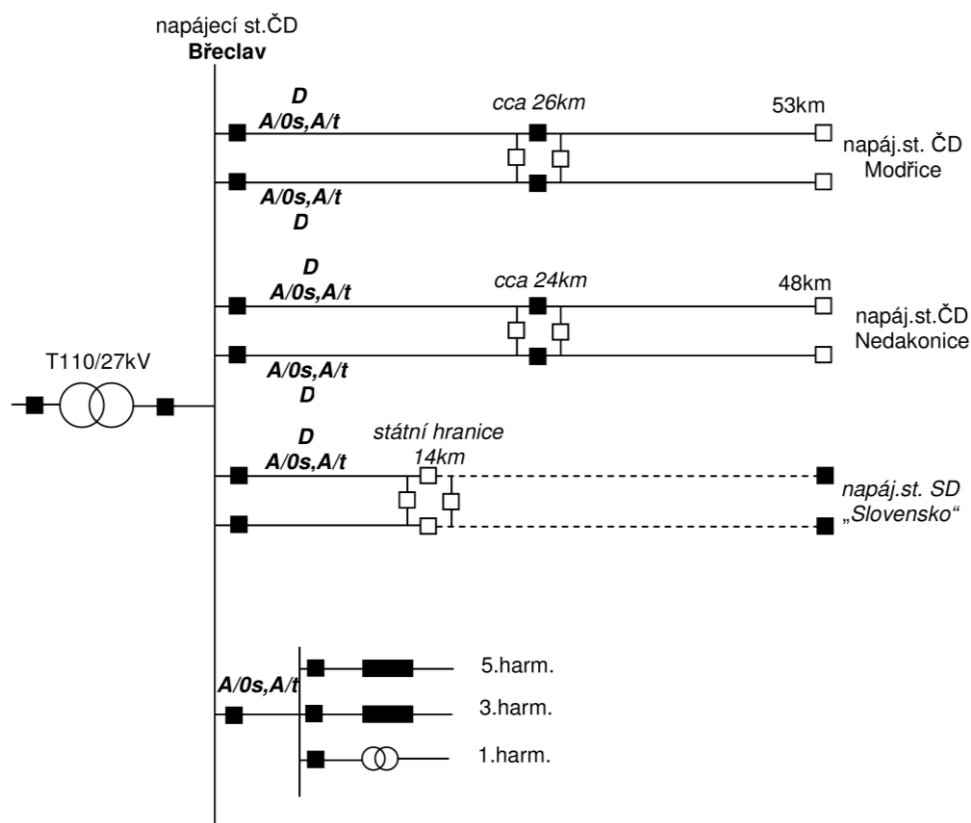 napájecí st.ČD
Břeclav
D
A/0s,A/t
cca 26km
53km
napáj.st. ČD
Modřice
A/0s,A/t
D
D
A/0s,A/t
cca 24km
48km
napáj.st.ČD
Nedakonice
A/0s,A/t
D
T110/27kV
D
A/0s,A/t
státní hranice
14km
napáj.st. SD
„Slovensko“
A/0s,A/t
5.harm.
3.harm.
1.harm.